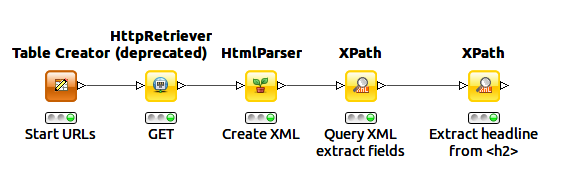 Table Creator
HttpRetriever
(deprecated)
HtmlParser
XPath
XPath
Start URLs
GET
Create XML
Query XML
extract fields
Extract headline
from <h2>